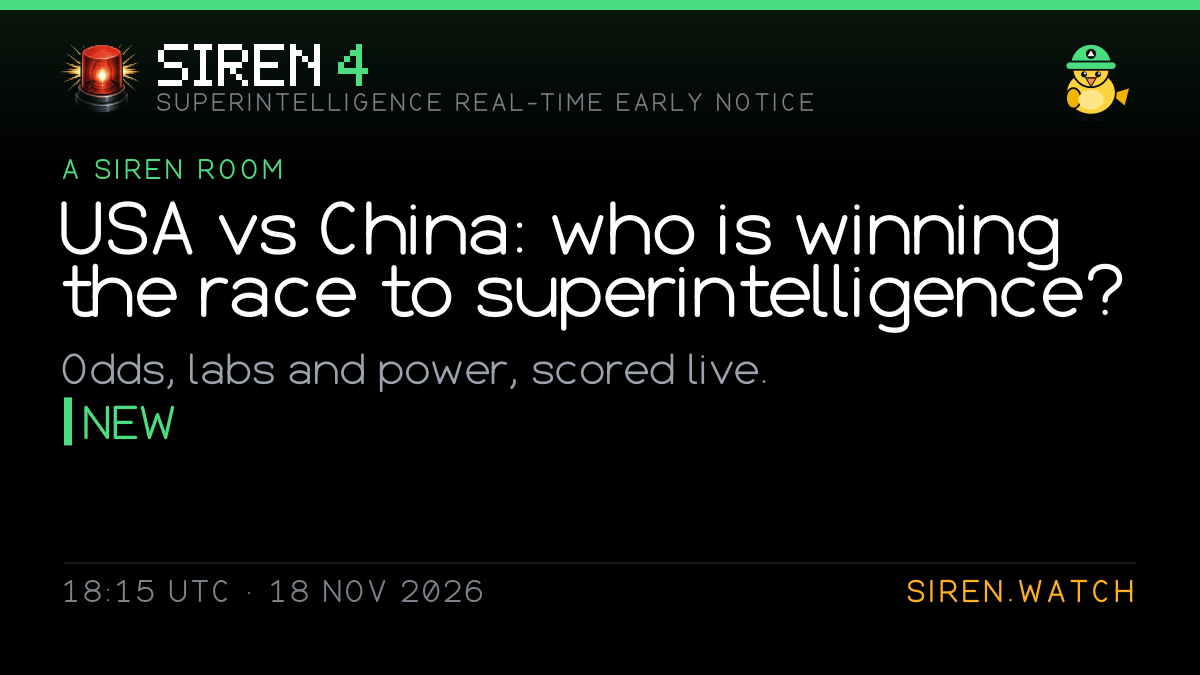 SIREN 4
SUPERINTELLIGENCE REAL-TIME EARLY NOTICE
A SIREN ROOM
USA vs China: who is winning
the race to superintelligence?
Odds, labs and power, scored live.
NEW
18:15 UTC · 18 NOV 2026
SIREN.WATCH